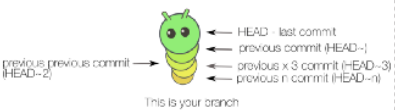 HEAD - last commit
previous commit (HEAD~)
previous previous commit
(HEAD~2)
previous x 3 commit (HEAD~3)
previous n commit (HEAD~n)
This is your branch